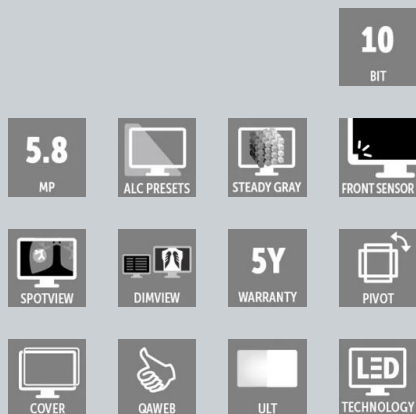 10
BIT
5.8
MP
ALC PRESETS
STEADY GRAY
FRONT SENSOR
SPOTVIEW
DIMVIEW
5Y
WARRANTY
PIVOT
COVER
QAWEB
ULT
LED
TECHNOLOGY